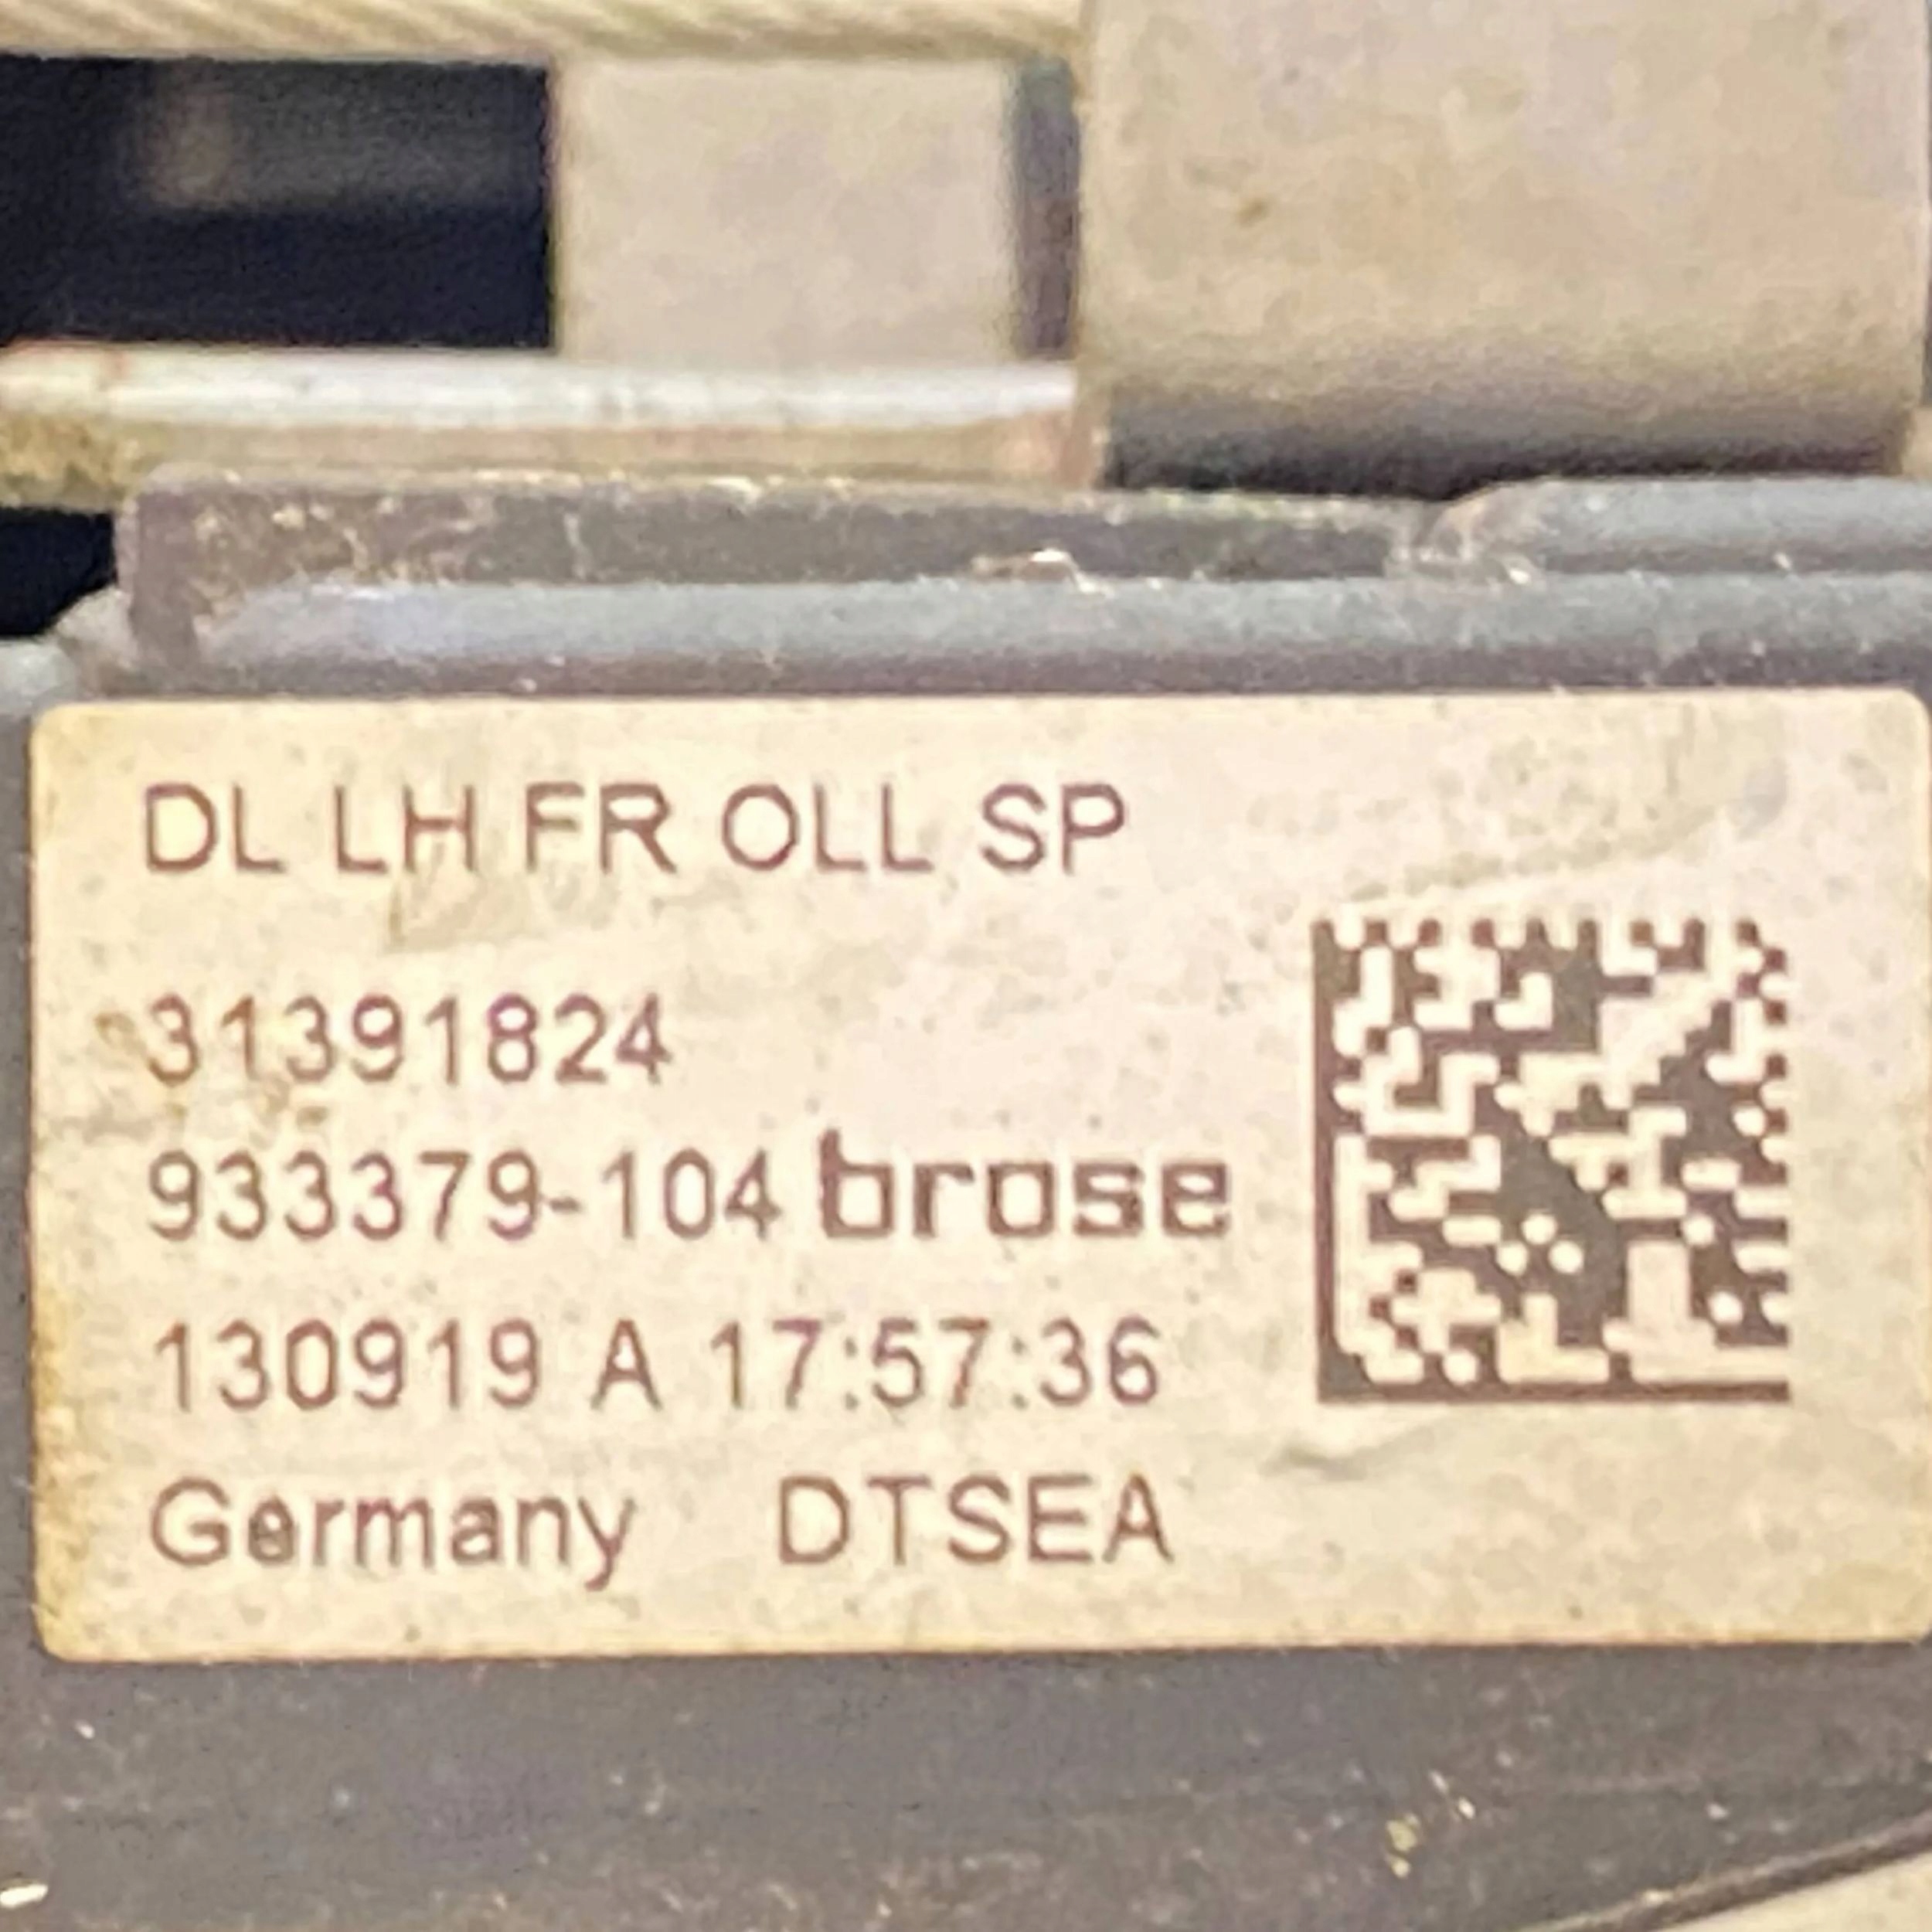 DL LH FR OLL SP
31391824
933379-104 brose
130919 A 17:57:36
Germany DTSEA